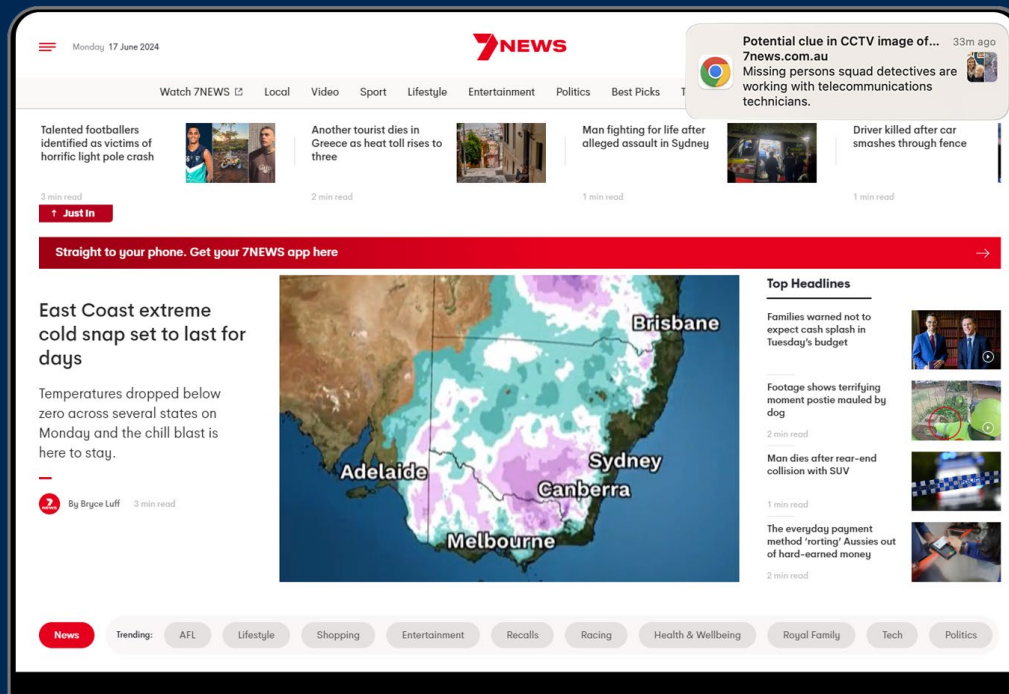 Monday 17 June 2024
7NEWS
Potential clue in CCTV image of... 33m ago
7news.com.au
Missing persons squad detectives are
working with telecommunications
technicians.
Watch 7NEWS Local Video Sport Lifestyle Entertainment Politics Best Picks T
Talented footballers
identified as victims of
horrific light pole crash
3 min read
Another tourist dies in
Greece as heat toll rises to
three
2 min read
Man fighting for life after
alleged assault in Sydney
1 min read
Driver killed after car
smashes through fence
1 min read
↑ Just In
Straight to your phone. Get your 7NEWS app here →
East Coast extreme
cold snap set to last for
days
Temperatures dropped below
zero across several states on
Monday and the chill blast is
here to stay.
7NEWS
By Bryce Luff 3 min read
Brisbane
Adelaide
Sydney
Canberra
Melbourne
Top Headlines
Families warned not to
expect cash splash in
Tuesday's budget
Footage shows terrifying
moment postie mauled by
dog
2 min read
Man dies after rear-end
collision with SUV
1 min read
The everyday payment
method 'rorting' Aussies out
of hard-earned money
2 min read
News Trending: AFL Lifestyle Shopping Entertainment Recalls Racing Health & Wellbeing Royal Family Tech Politics